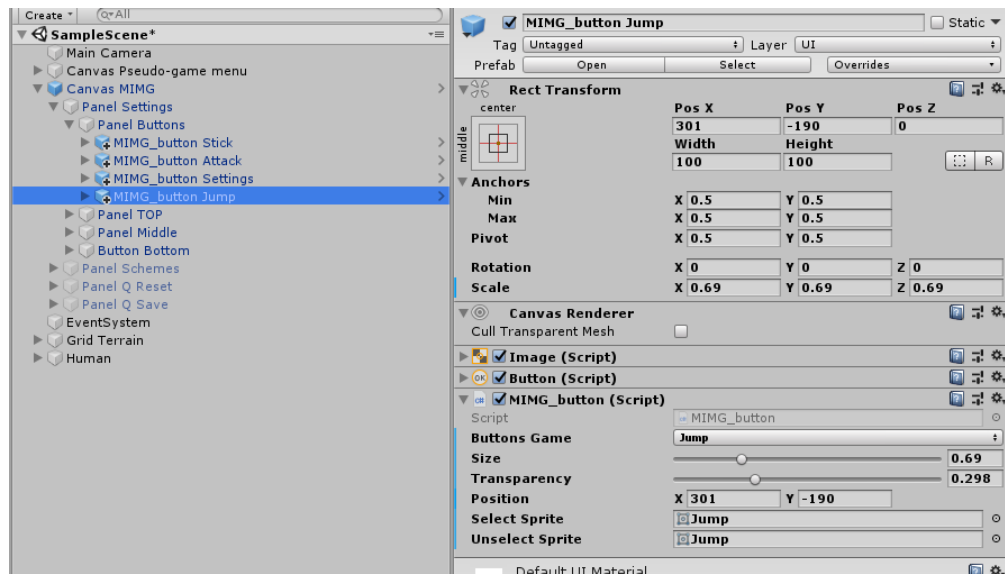 Create
Q▾All
SampleScene*
Main Camera
Canvas Pseudo-game menu
Canvas MIMG
Panel Settings
Panel Buttons
MIMG_button Stick
MIMG_button Attack
MIMG_button Settings
MIMG_button Jump
Panel TOP
Panel Middle
Button Bottom
Panel Schemes
Panel Q Reset
Panel Q Save
EventSystem
Grid Terrain
Human
MIMG_button Jump Static
Tag Untagged Layer UI
Prefab Open Select Overrides
Rect Transform
center Pos X Pos Y Pos Z
middle 301 -190 0
Width Height
100 100 R
Anchors
Min X 0.5 Y 0.5
Max X 0.5 Y 0.5
Pivot X 0.5 Y 0.5
Rotation X 0 Y 0 Z 0
Scale X 0.69 Y 0.69 Z 0.69
Canvas Renderer
Cull Transparent Mesh
Image (Script)
OK Button (Script)
C# MIMG_button (Script)
Script MIMG_button
Buttons Game Jump
Size 0.69
Transparency 0.298
Position X 301 Y -190
Select Sprite Jump
Unselect Sprite Jump
Default UI Material